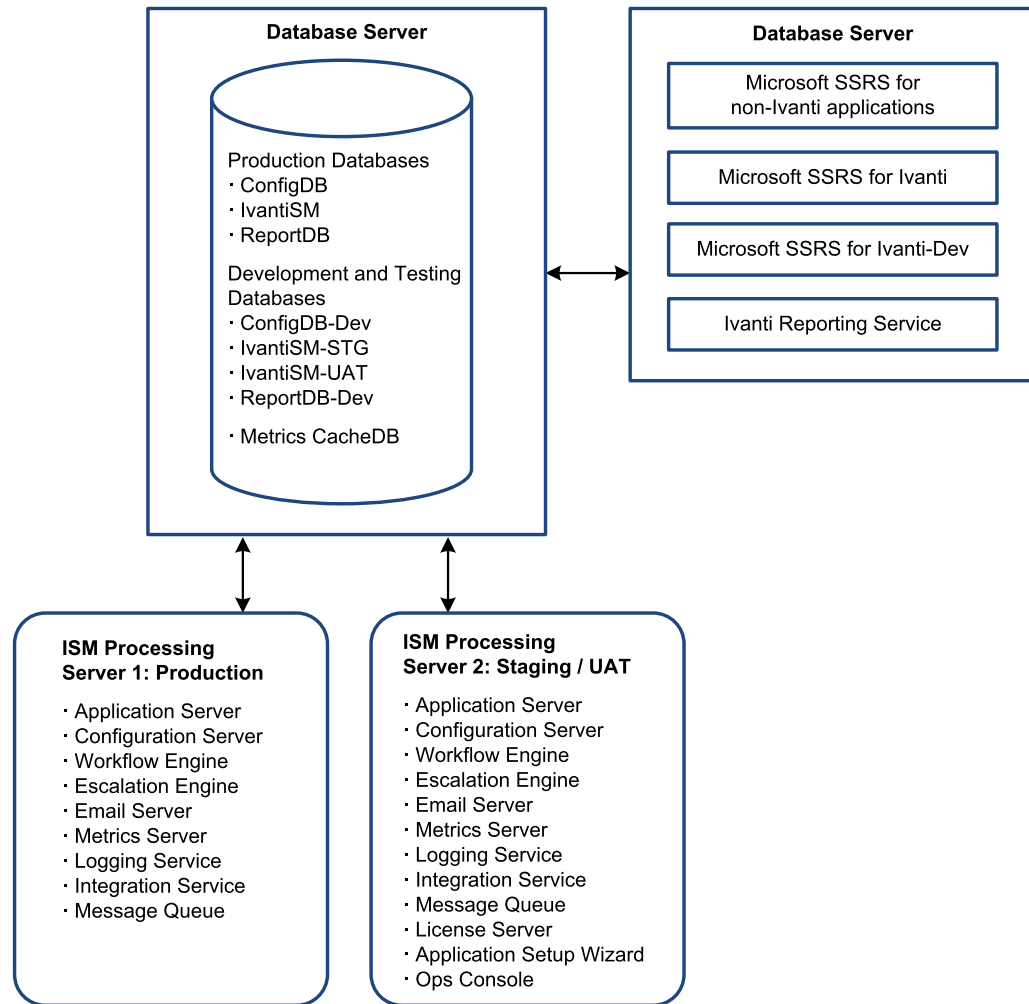 Database Server
Production Databases
· ConfigDB
· IvantiSM
· ReportDB
Development and Testing
Databases
· ConfigDB-Dev
· IvantiSM-STG
· IvantiSM-UAT
· ReportDB-Dev
· Metrics CacheDB
Database Server
Microsoft SSRS for
non-Ivanti applications
Microsoft SSRS for Ivanti
Microsoft SSRS for Ivanti-Dev
Ivanti Reporting Service
ISM Processing
Server 1: Production
· Application Server
· Configuration Server
· Workflow Engine
· Escalation Engine
· Email Server
· Metrics Server
· Logging Service
· Integration Service
· Message Queue
ISM Processing
Server 2: Staging / UAT
· Application Server
· Configuration Server
· Workflow Engine
· Escalation Engine
· Email Server
· Metrics Server
· Logging Service
· Integration Service
· Message Queue
· License Server
· Application Setup Wizard
· Ops Console